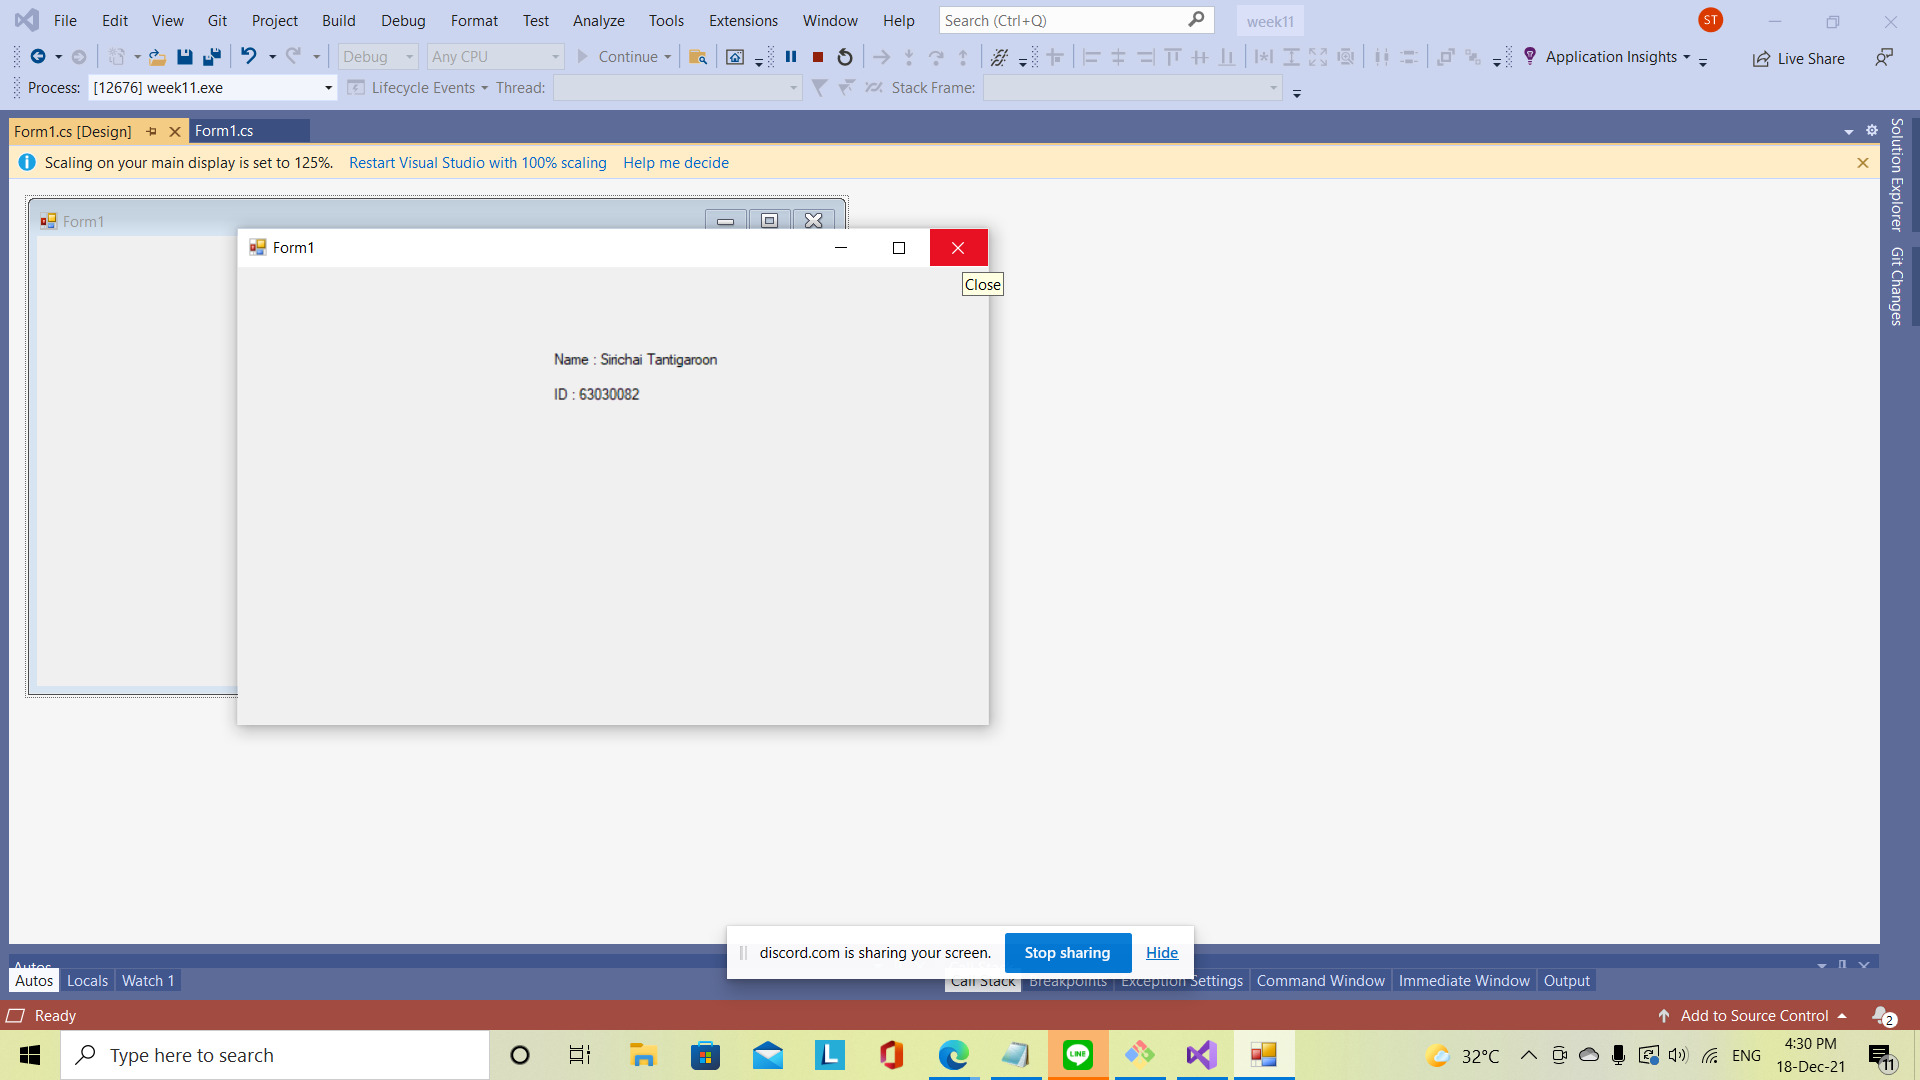 File Edit View Git Project Build Debug Format Test Analyze Tools Extensions Window Help Search (Ctrl+Q) week11 ST
Debug Any CPU Continue Application Insights Live Share
Process: [12676] week11.exe Lifecycle Events Thread: Stack Frame:
Form1.cs [Design] Form1.cs
Scaling on your main display is set to 125%. Restart Visual Studio with 100% scaling Help me decide
Solution Explorer
Git Changes
Form1
Form1
Close
Name : Sirichai Tantigaroon
ID : 63030082
discord.com is sharing your screen. Stop sharing Hide
Autos
Autos Locals Watch 1 Call Stack Breakpoints Exception Settings Command Window Immediate Window Output
Ready Add to Source Control 2
Type here to search L LINE 32°C ENG 4:30 PM
18-Dec-21 11